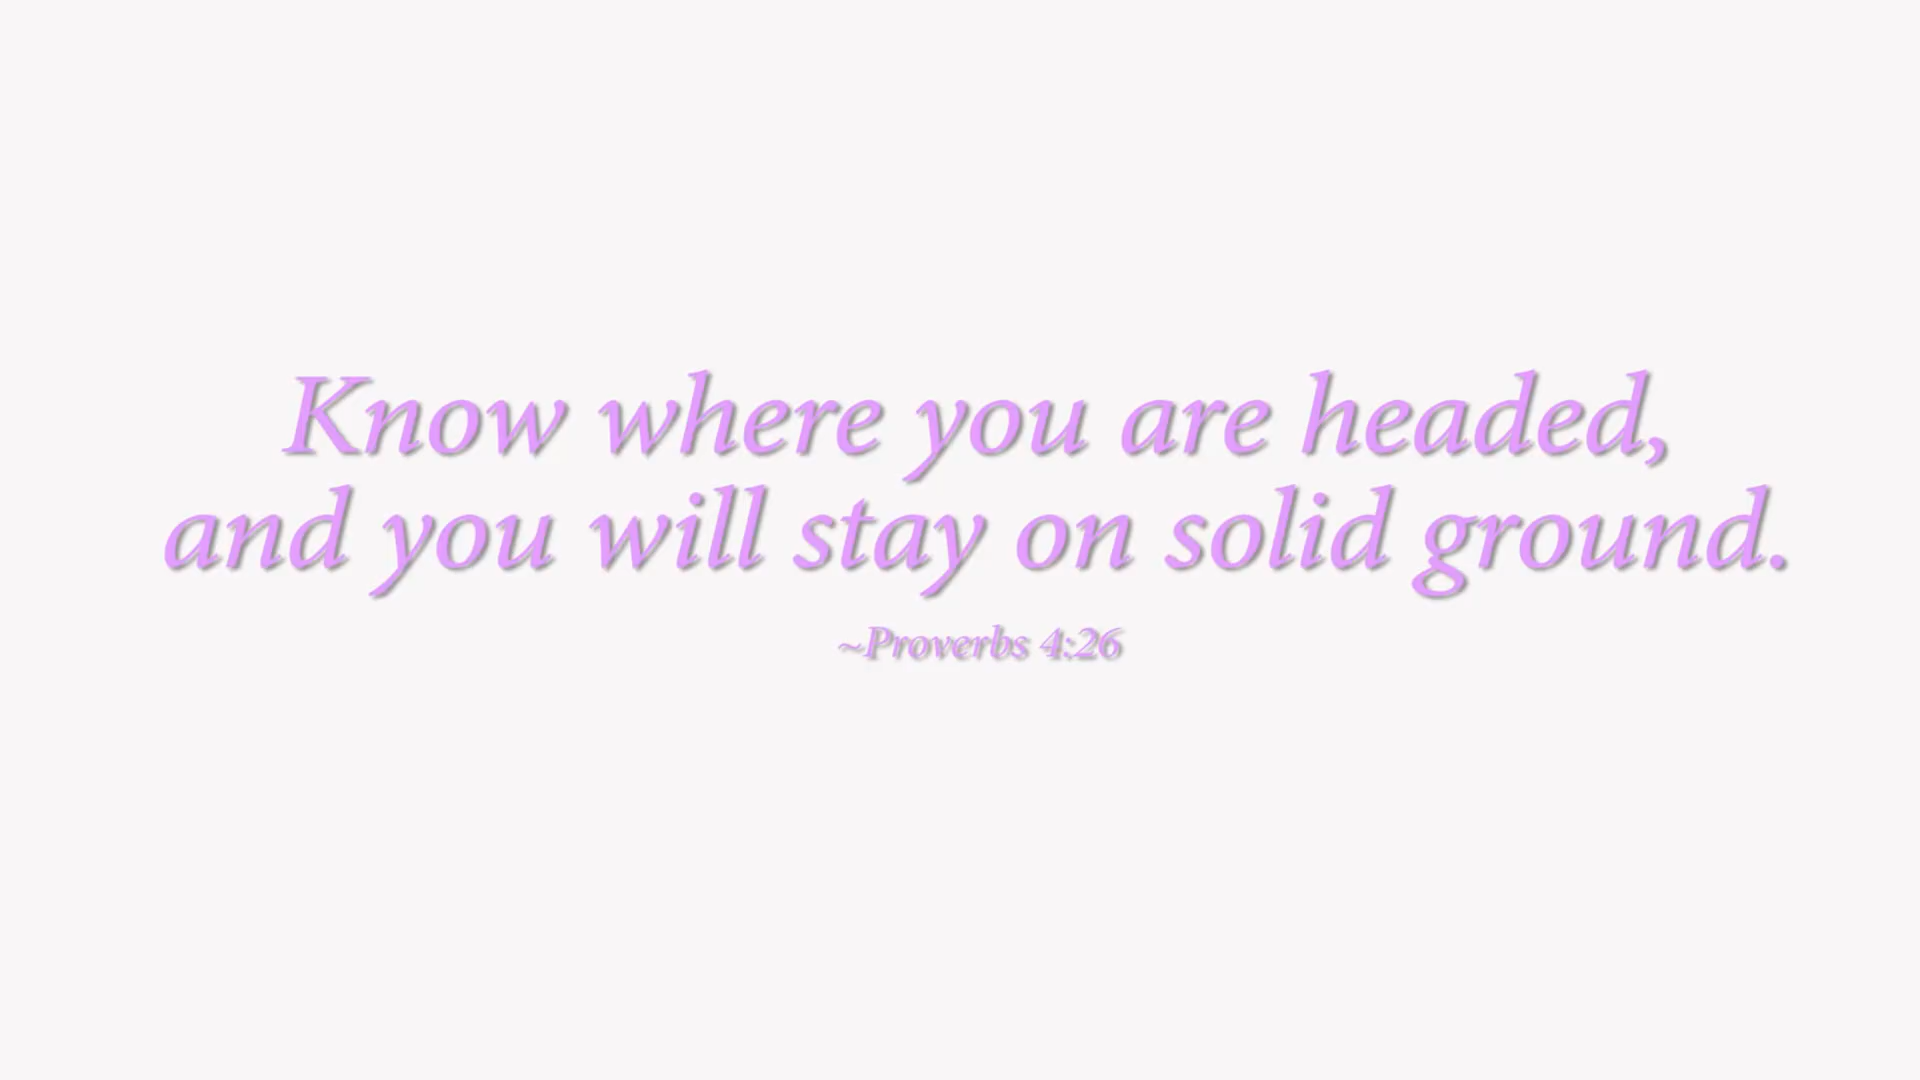 Know where you are headed,
and you will stay on solid ground.
~Proverbs 4:26